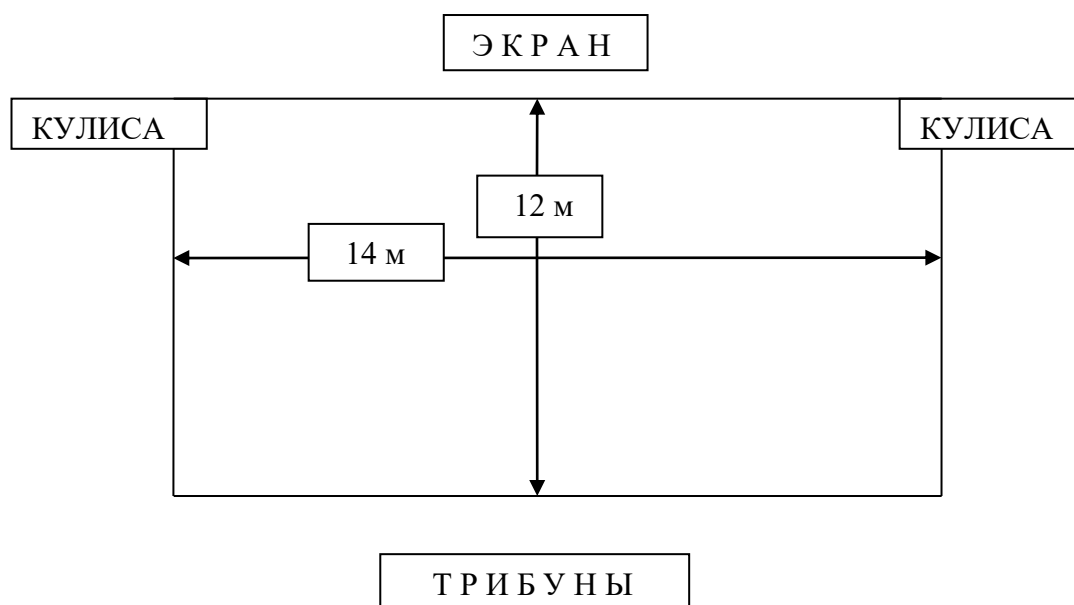 Э К Р А Н
КУЛИСА
КУЛИСА
12 м
14 м
Т Р И Б У Н Ы